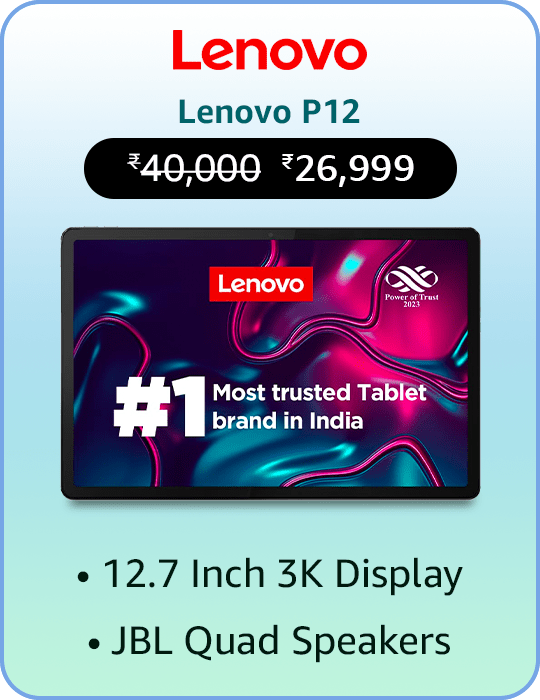 Lenovo
Lenovo P12
₹40,000 ₹26,999
Lenovo
Power of Trust
2023
#1 Most trusted Tablet
brand in India
• 12.7 Inch 3K Display
• JBL Quad Speakers